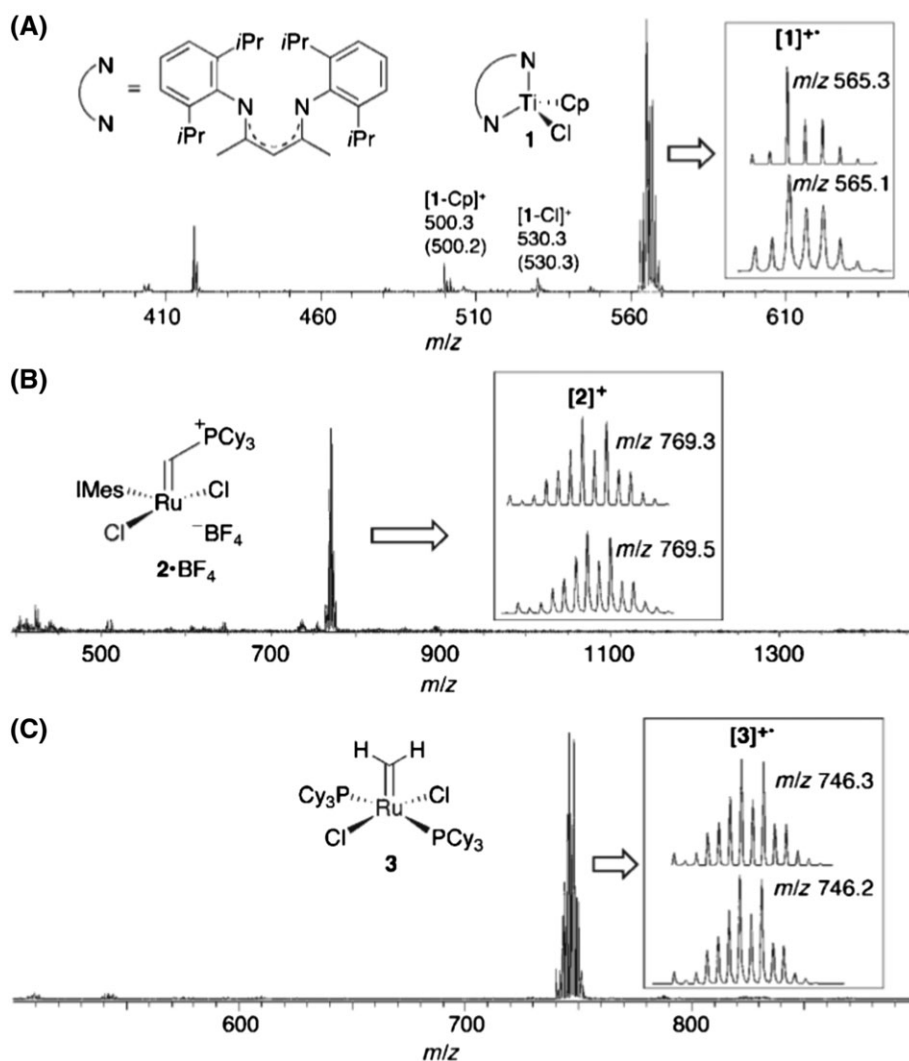 (A)
N
N
=
iPr
iPr
iPr
iPr
N
N
N
N
Ti
Cp
Cl
1
[1]+•
m/z 565.3
m/z 565.1
[1-Cp]+
500.3
(500.2)
[1-Cl]+
530.3
(530.3)
410
460
510
560
610
m/z
(B)
+
PCy3
IMes
Ru
Cl
Cl
−BF4
2•BF4
[2]+
m/z 769.3
m/z 769.5
500
700
900
1100
1300
m/z
(C)
H
H
Cy3P
Ru
Cl
Cl
PCy3
3
[3]+•
m/z 746.3
m/z 746.2
600
700
800
m/z